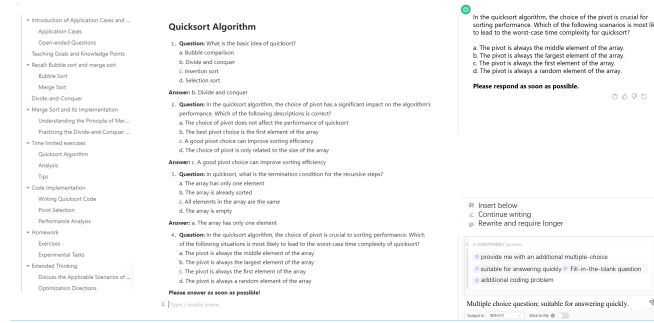 Introduction of Application Cases and ...
Application Cases
Open-ended Questions
Teaching Goals and Knowledge Points
Recall: Bubble sort and merge sort
Bubble Sort
Merge Sort
Divide-and-Conquer
Merge Sort and Its Implementation
Understanding the Principle of Mer...
Practicing the Divide-and-Conquer ...
Time limited exercises
Quicksort Algorithm
Analysis
Tips
Code Implementation
Writing Quicksort Code
Pivot Selection
Performance Analysis
Homework
Exercises
Experimental Tasks
Extended Thinking
Discuss the Applicable Scenarios of ...
Optimization Directions
Quicksort Algorithm
1. Question: What is the basic idea of quicksort?
a. Bubble comparison
b. Divide and conquer
c. Insertion sort
d. Selection sort
Answer: b. Divide and conquer
2. Question: In the quicksort algorithm, the choice of pivot has a significant impact on the algorithm's
performance. Which of the following descriptions is correct?
a. The choice of pivot does not affect the performance of quicksort
b. The best pivot choice is the first element of the array
c. A good pivot choice can improve sorting efficiency
d. The choice of pivot is only related to the size of the array
Answer: c. A good pivot choice can improve sorting efficiency
3. Question: In quicksort, what is the termination condition for the recursive steps?
a. The array has only one element
b. The array is already sorted
c. All elements in the array are the same
d. The array is empty
Answer: a. The array has only one element
4. Question: In the quicksort algorithm, the choice of pivot is crucial to sorting performance. Which
of the following situations is most likely to lead to the worst-case time complexity of quicksort?
a. The pivot is always the middle element of the array
b. The pivot is always the largest element of the array
c. The pivot is always the first element of the array
d. The pivot is always a random element of the array
Please answer as soon as possible!
Type / evoke more
In the quicksort algorithm, the choice of the pivot is crucial for
sorting performance. Which of the following scenarios is most lik
to lead to the worst-case time complexity for quicksort?
a. The pivot is always the middle element of the array.
b. The pivot is always the largest element of the array.
c. The pivot is always the first element of the array.
d. The pivot is always a random element of the array.
Please respond as soon as possible.
Insert below
Continue writing
Rewrite and require longer
provide me with an additional multiple-choice
suitable for answering quickly fill-in-the-blank question
additional coding problem
Multiple choice question; suitable for answering quickly.
Output in 简体中文 Stick to file